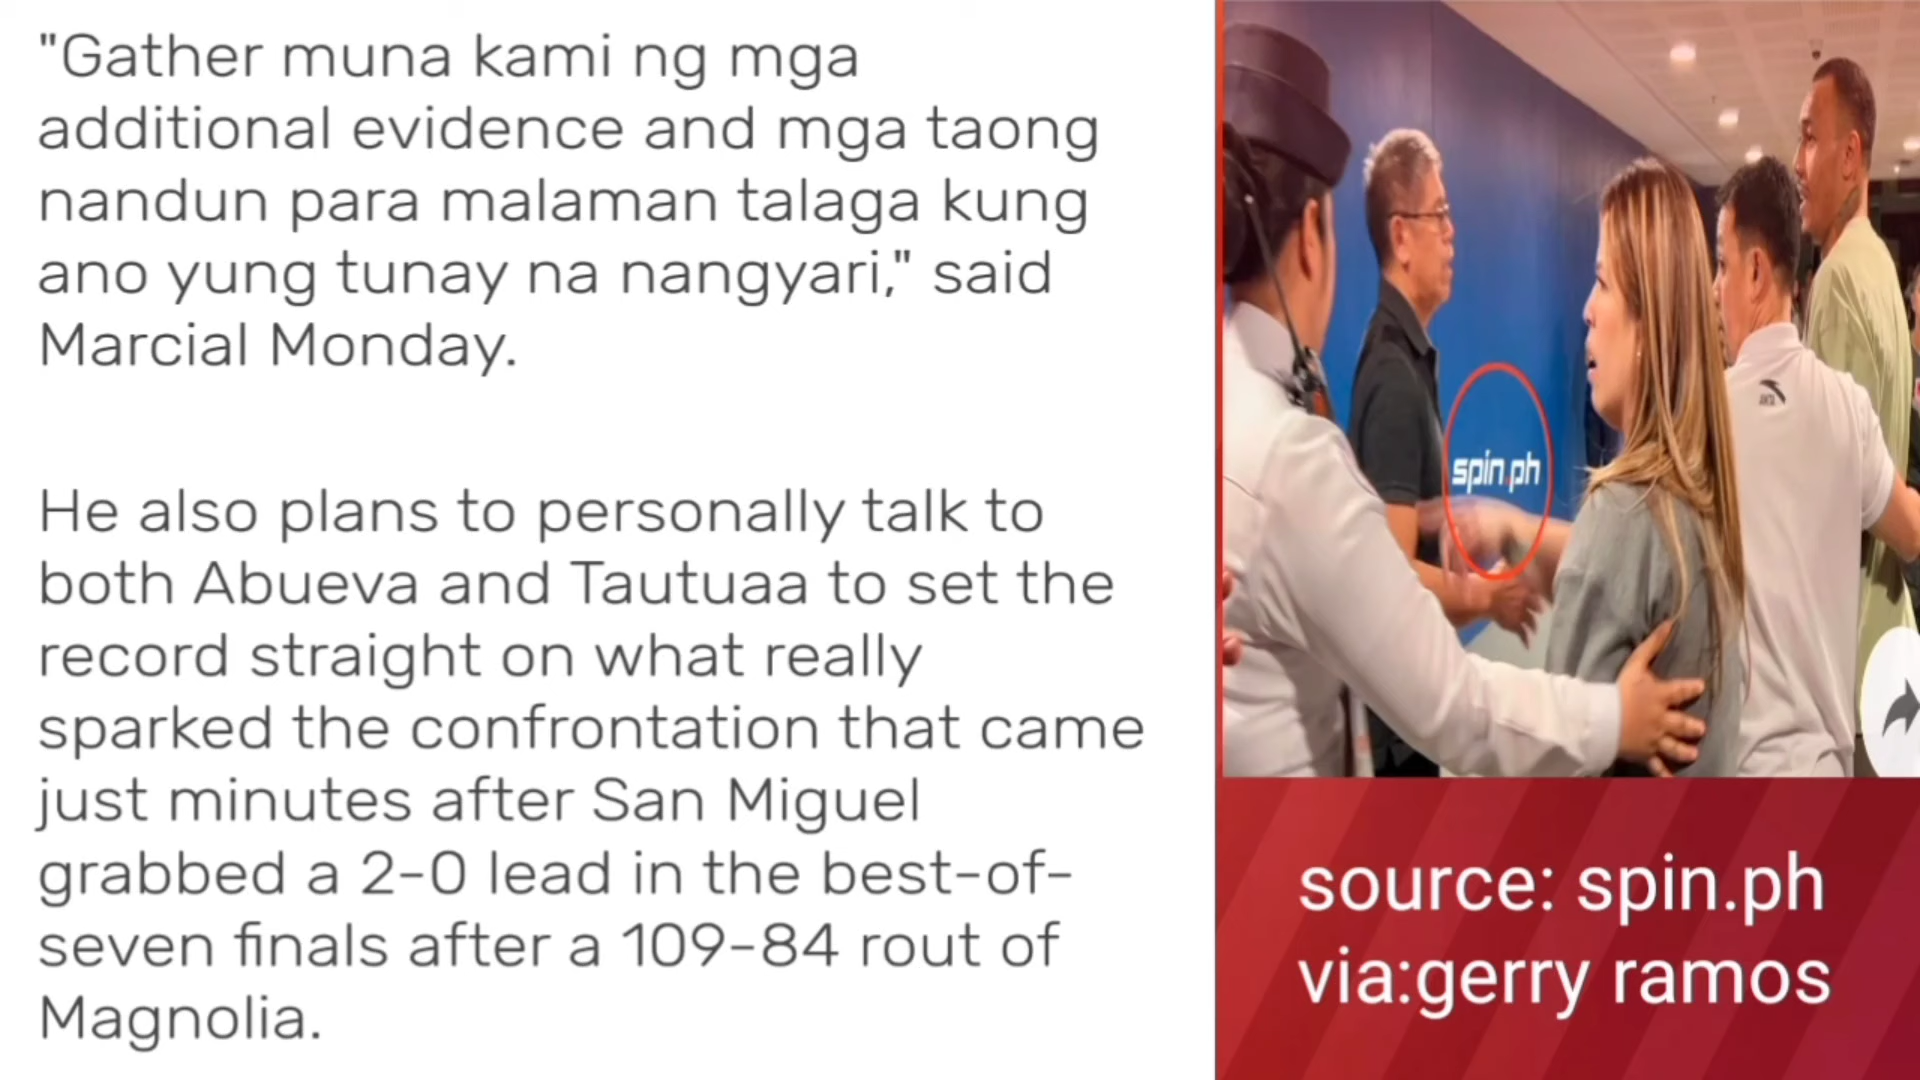 "Gather muna kami ng mga
additional evidence and mga taong
nandun para malaman talaga kung
ano yung tunay na nangyari," said
Marcial Monday.
He also plans to personally talk to
both Abueva and Tautuaa to set the
record straight on what really
sparked the confrontation that came
just minutes after San Miguel
grabbed a 2-0 lead in the best-of-
seven finals after a 109-84 rout of
Magnolia.
spin.ph
ANTA
source: spin.ph
via:gerry ramos